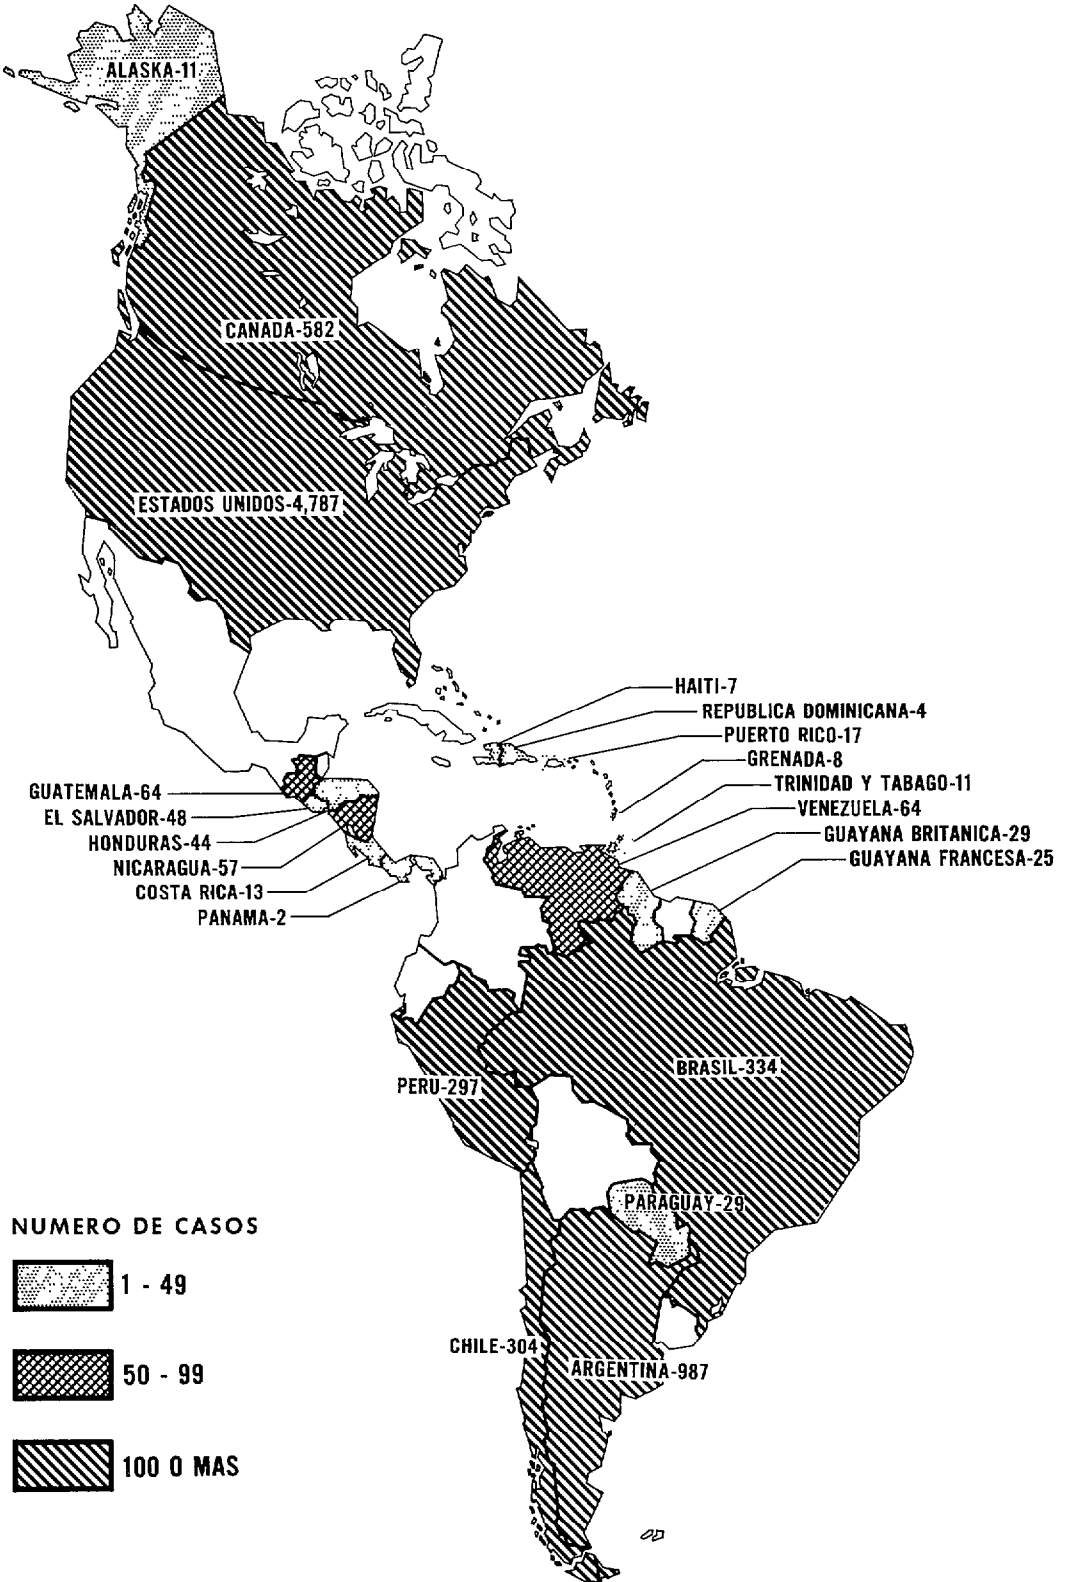 ALASKA-11
CANADA-582
ESTADOS UNIDOS-4,787
HAITI-7
REPUBLICA DOMINICANA-4
PUERTO RICO-17
GRENADA-8
TRINIDAD Y TABAGO-11
VENEZUELA-64
GUAYANA BRITANICA-29
GUAYANA FRANCESA-25
GUATEMALA-64
EL SALVADOR-48
HONDURAS-44
NICARAGUA-57
COSTA RICA-13
PANAMA-2
BRASIL-334
PERU-297
PARAGUAY-29
CHILE-304
ARGENTINA-987
NUMERO DE CASOS
1 - 49
50 - 99
100 O MAS